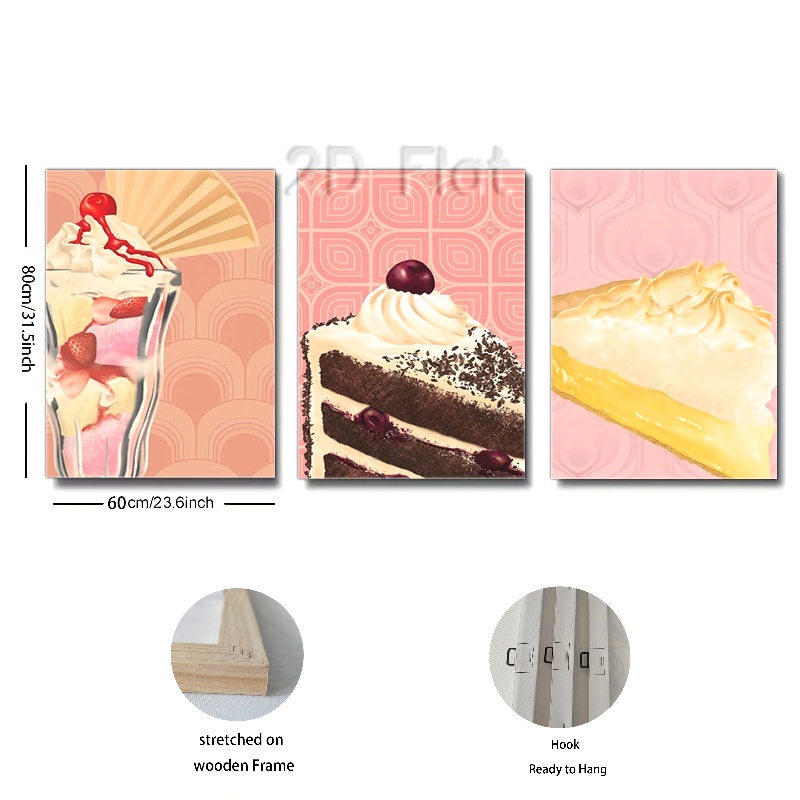 2D Flat
80cm/31.5inch
60cm/23.6inch
stretched on
wooden Frame
Hook
Ready to Hang